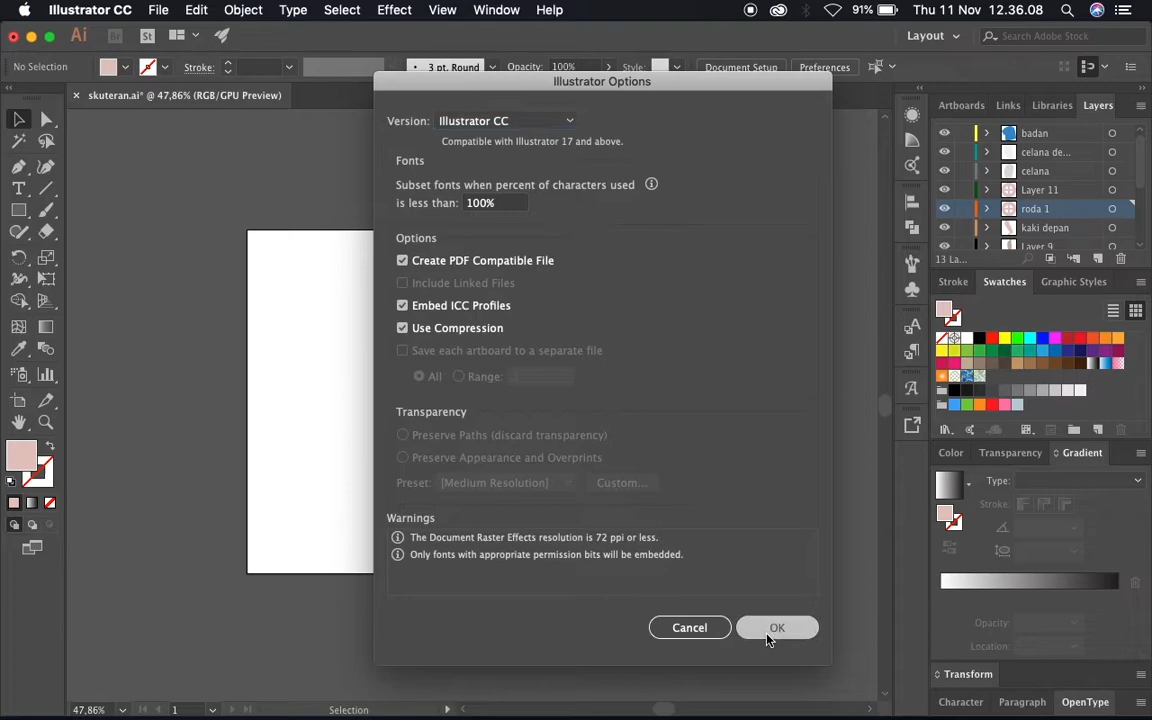 Illustrator CC File Edit Object Type Select Effect View Window Help 91% Thu 11 Nov 12.36.08
Ai Br St Layout Search Adobe Stock
No Selection Stroke: 3 pt. Round Opacity: 100% Style: Document Setup Preferences
× skuteran.ai* @ 47,86% (RGB/GPU Preview)
Illustrator Options
Version: Illustrator CC
Compatible with Illustrator 17 and above.
Fonts
Subset fonts when percent of characters used
is less than: 100%
Options
Create PDF Compatible File
Include Linked Files
Embed ICC Profiles
Use Compression
Save each artboard to a separate file
All Range:
Transparency
Preserve Paths (discard transparency)
Preserve Appearance and Overprints
Preset: [Medium Resolution] Custom...
Warnings
The Document Raster Effects resolution is 72 ppi or less.
Only fonts with appropriate permission bits will be embedded.
Cancel OK
Artboards Links Libraries Layers
badan
celana de...
celana
Layer 11
roda 1
kaki depan
Layer 9
13 La...
Stroke Swatches Graphic Styles
Color Transparency Gradient
Type:
Stroke:
Opacity:
Location:
Transform
Character Paragraph OpenType
47,86% 1 Selection